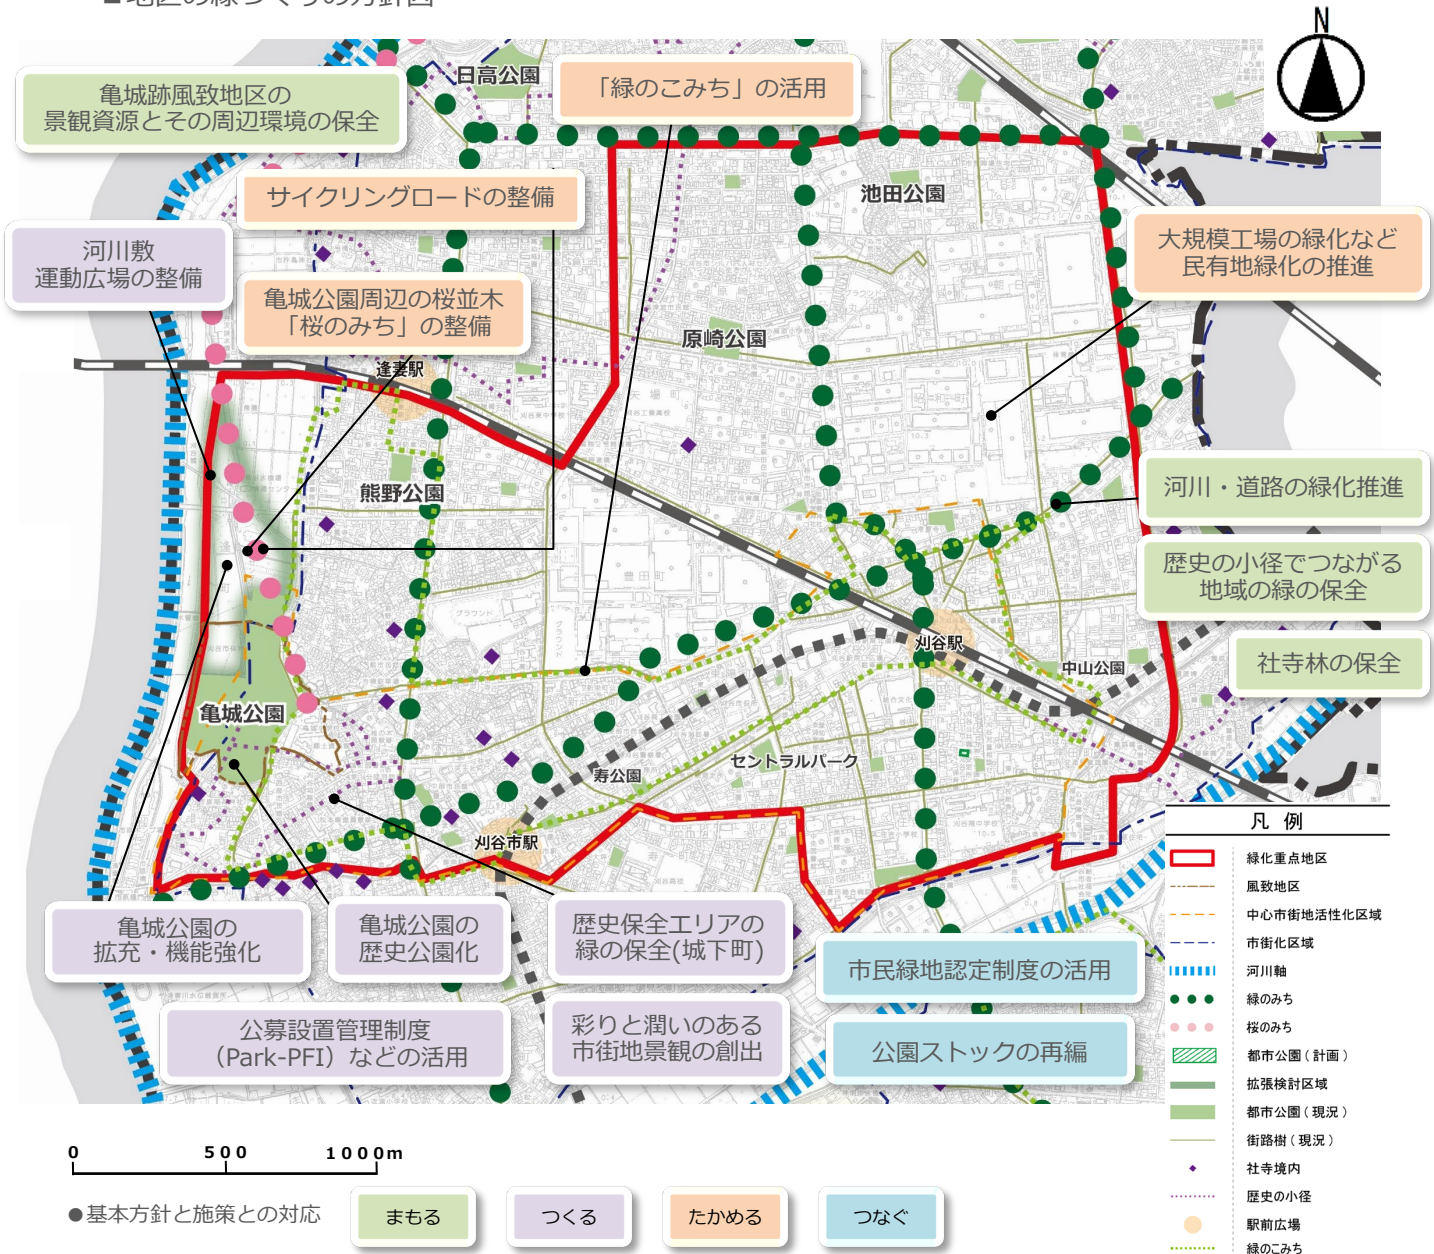 N
日高公園
「緑のこみち」の活用
亀城跡風致地区の
景観資源とその周辺環境の保全
サイクリングロードの整備
池田公園
大規模工場の緑化など
民有地緑化の推進
河川敷
運動広場の整備
亀城公園周辺の桜並木
「桜のみち」の整備
原崎公園
逢妻駅
熊野公園
河川・道路の緑化推進
歴史の小径でつながる
地域の緑の保全
刈谷駅
中山公園
社寺林の保全
亀城公園
セントラルパーク
寿公園
刈谷市駅
亀城公園の
拡充・機能強化
亀城公園の
歴史公園化
歴史保全エリアの
緑の保全(城下町)
市民緑地認定制度の活用
公募設置管理制度
（Park-PFI）などの活用
彩りと潤いのある
市街地景観の創出
公園ストックの再編
凡 例
緑化重点地区
風致地区
中心市街地活性化区域
市街化区域
河川軸
緑のみち
桜のみち
都市公園（計画）
拡張検討区域
都市公園（現況）
街路樹（現況）
社寺境内
歴史の小径
駅前広場
緑のこみち
0 500 1000m
●基本方針と施策との対応
まもる
つくる
たかめる
つなぐ